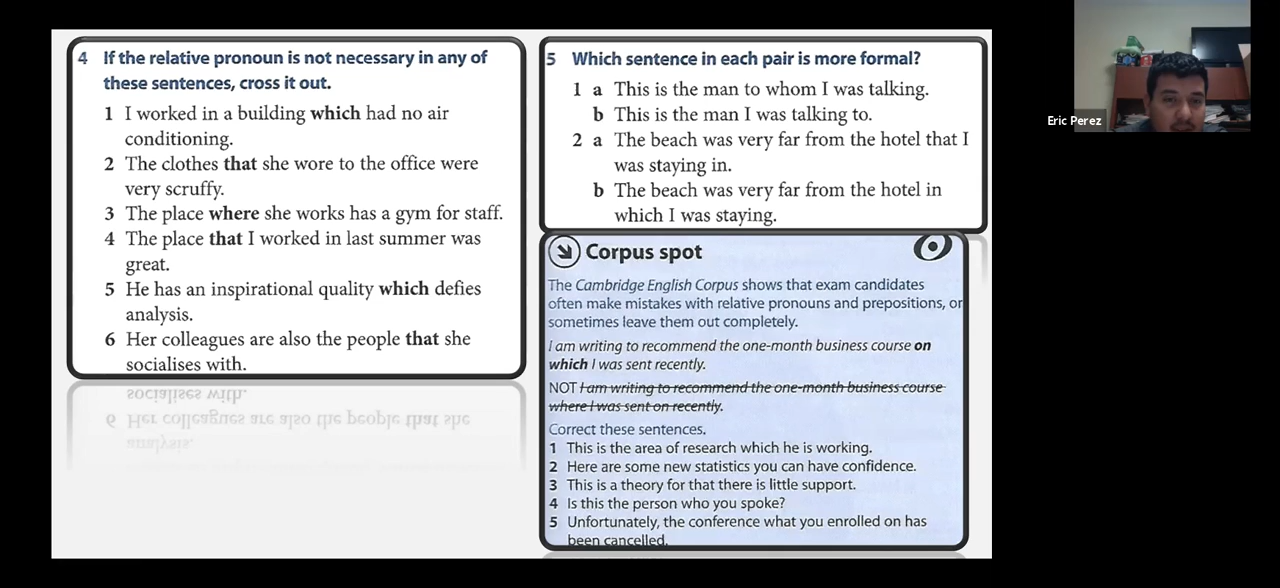 4 If the relative pronoun is not necessary in any of
these sentences, cross it out.
1 I worked in a building which had no air
conditioning.
2 The clothes that she wore to the office were
very scruffy.
3 The place where she works has a gym for staff.
4 The place that I worked in last summer was
great.
5 He has an inspirational quality which defies
analysis.
6 Her colleagues are also the people that she
socialises with.
5 Which sentence in each pair is more formal?
1 a This is the man to whom I was talking.
b This is the man I was talking to.
2 a The beach was very far from the hotel that I
was staying in.
b The beach was very far from the hotel in
which I was staying.
Corpus spot
The Cambridge English Corpus shows that exam candidates
often make mistakes with relative pronouns and prepositions, or
sometimes leave them out completely.
I am writing to recommend the one-month business course on
which I was sent recently.
NOT I am writing to recommend the one-month business course
where I was sent on recently.
Correct these sentences.
1 This is the area of research which he is working.
2 Here are some new statistics you can have confidence.
3 This is a theory for that there is little support.
4 Is this the person who you spoke?
5 Unfortunately, the conference what you enrolled on has
been cancelled.
Eric Perez